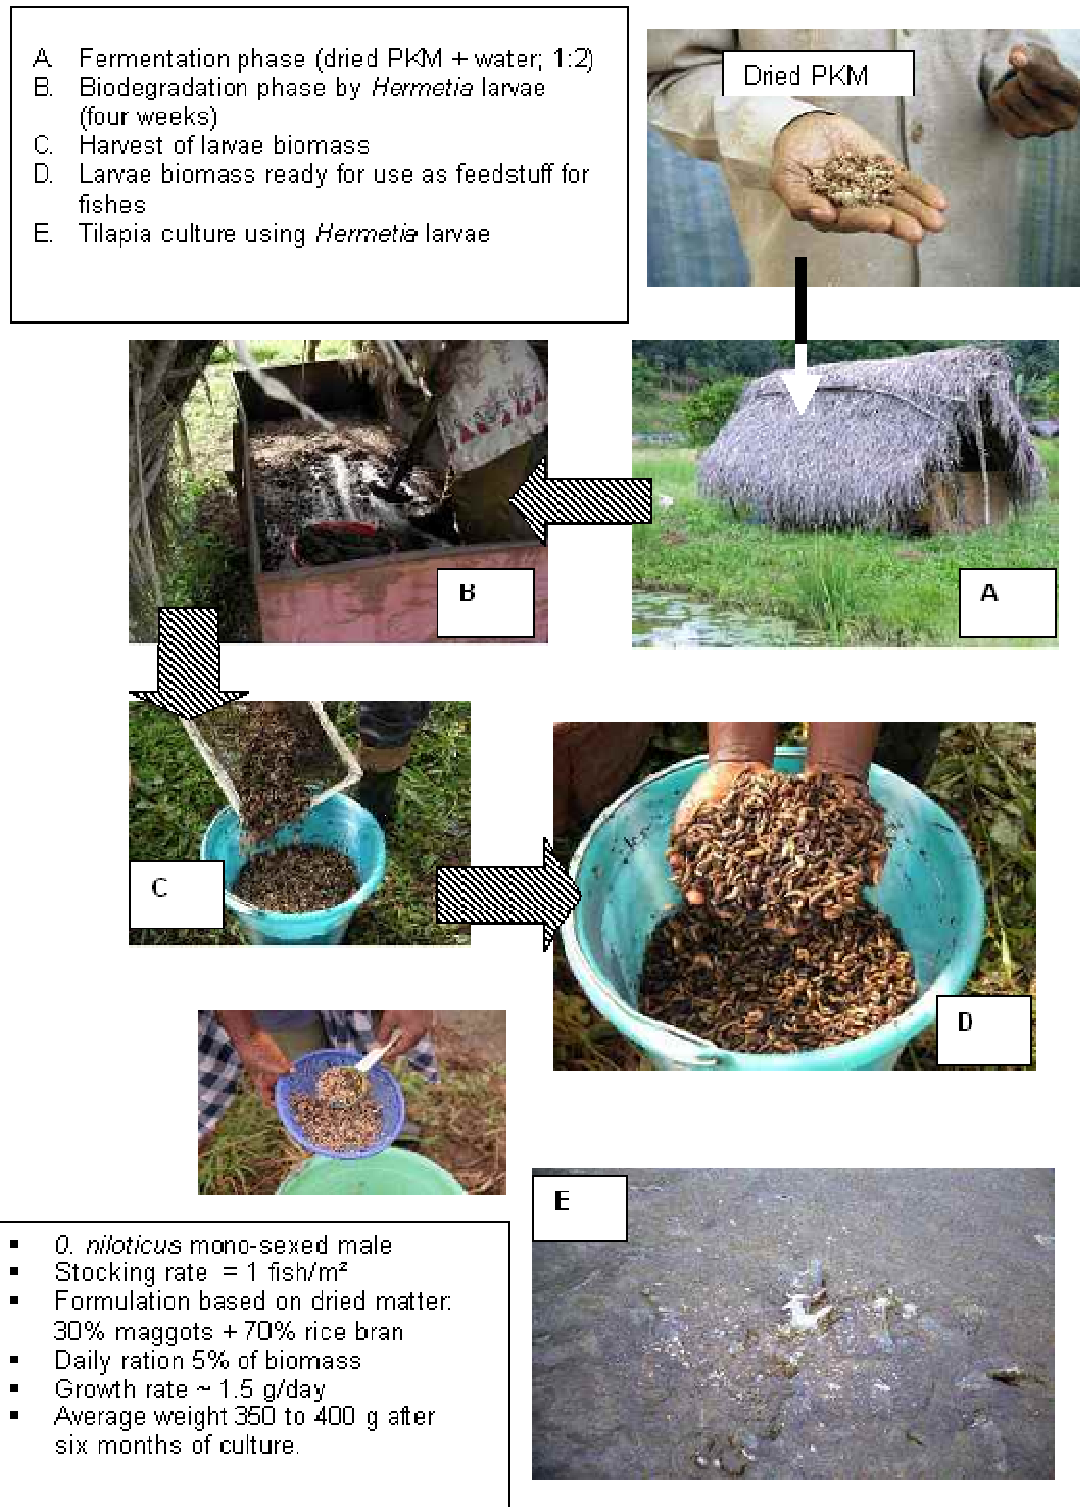 A. Fermentation phase (dried PKM + water; 1:2)
B. Biodegradation phase by Hermetia larvae
(four weeks)
C. Harvest of larvae biomass
D. Larvae biomass ready for use as feedstuff for
fishes
E. Tilapia culture using Hermetia larvae
Dried PKM
B
A
C
D
E
▪ O. niloticus mono-sexed male
▪ Stocking rate = 1 fish/m²
▪ Formulation based on dried matter:
30% maggots + 70% rice bran
▪ Daily ration 5% of biomass
▪ Growth rate ~ 1.5 g/day
▪ Average weight 350 to 400 g after
six months of culture.